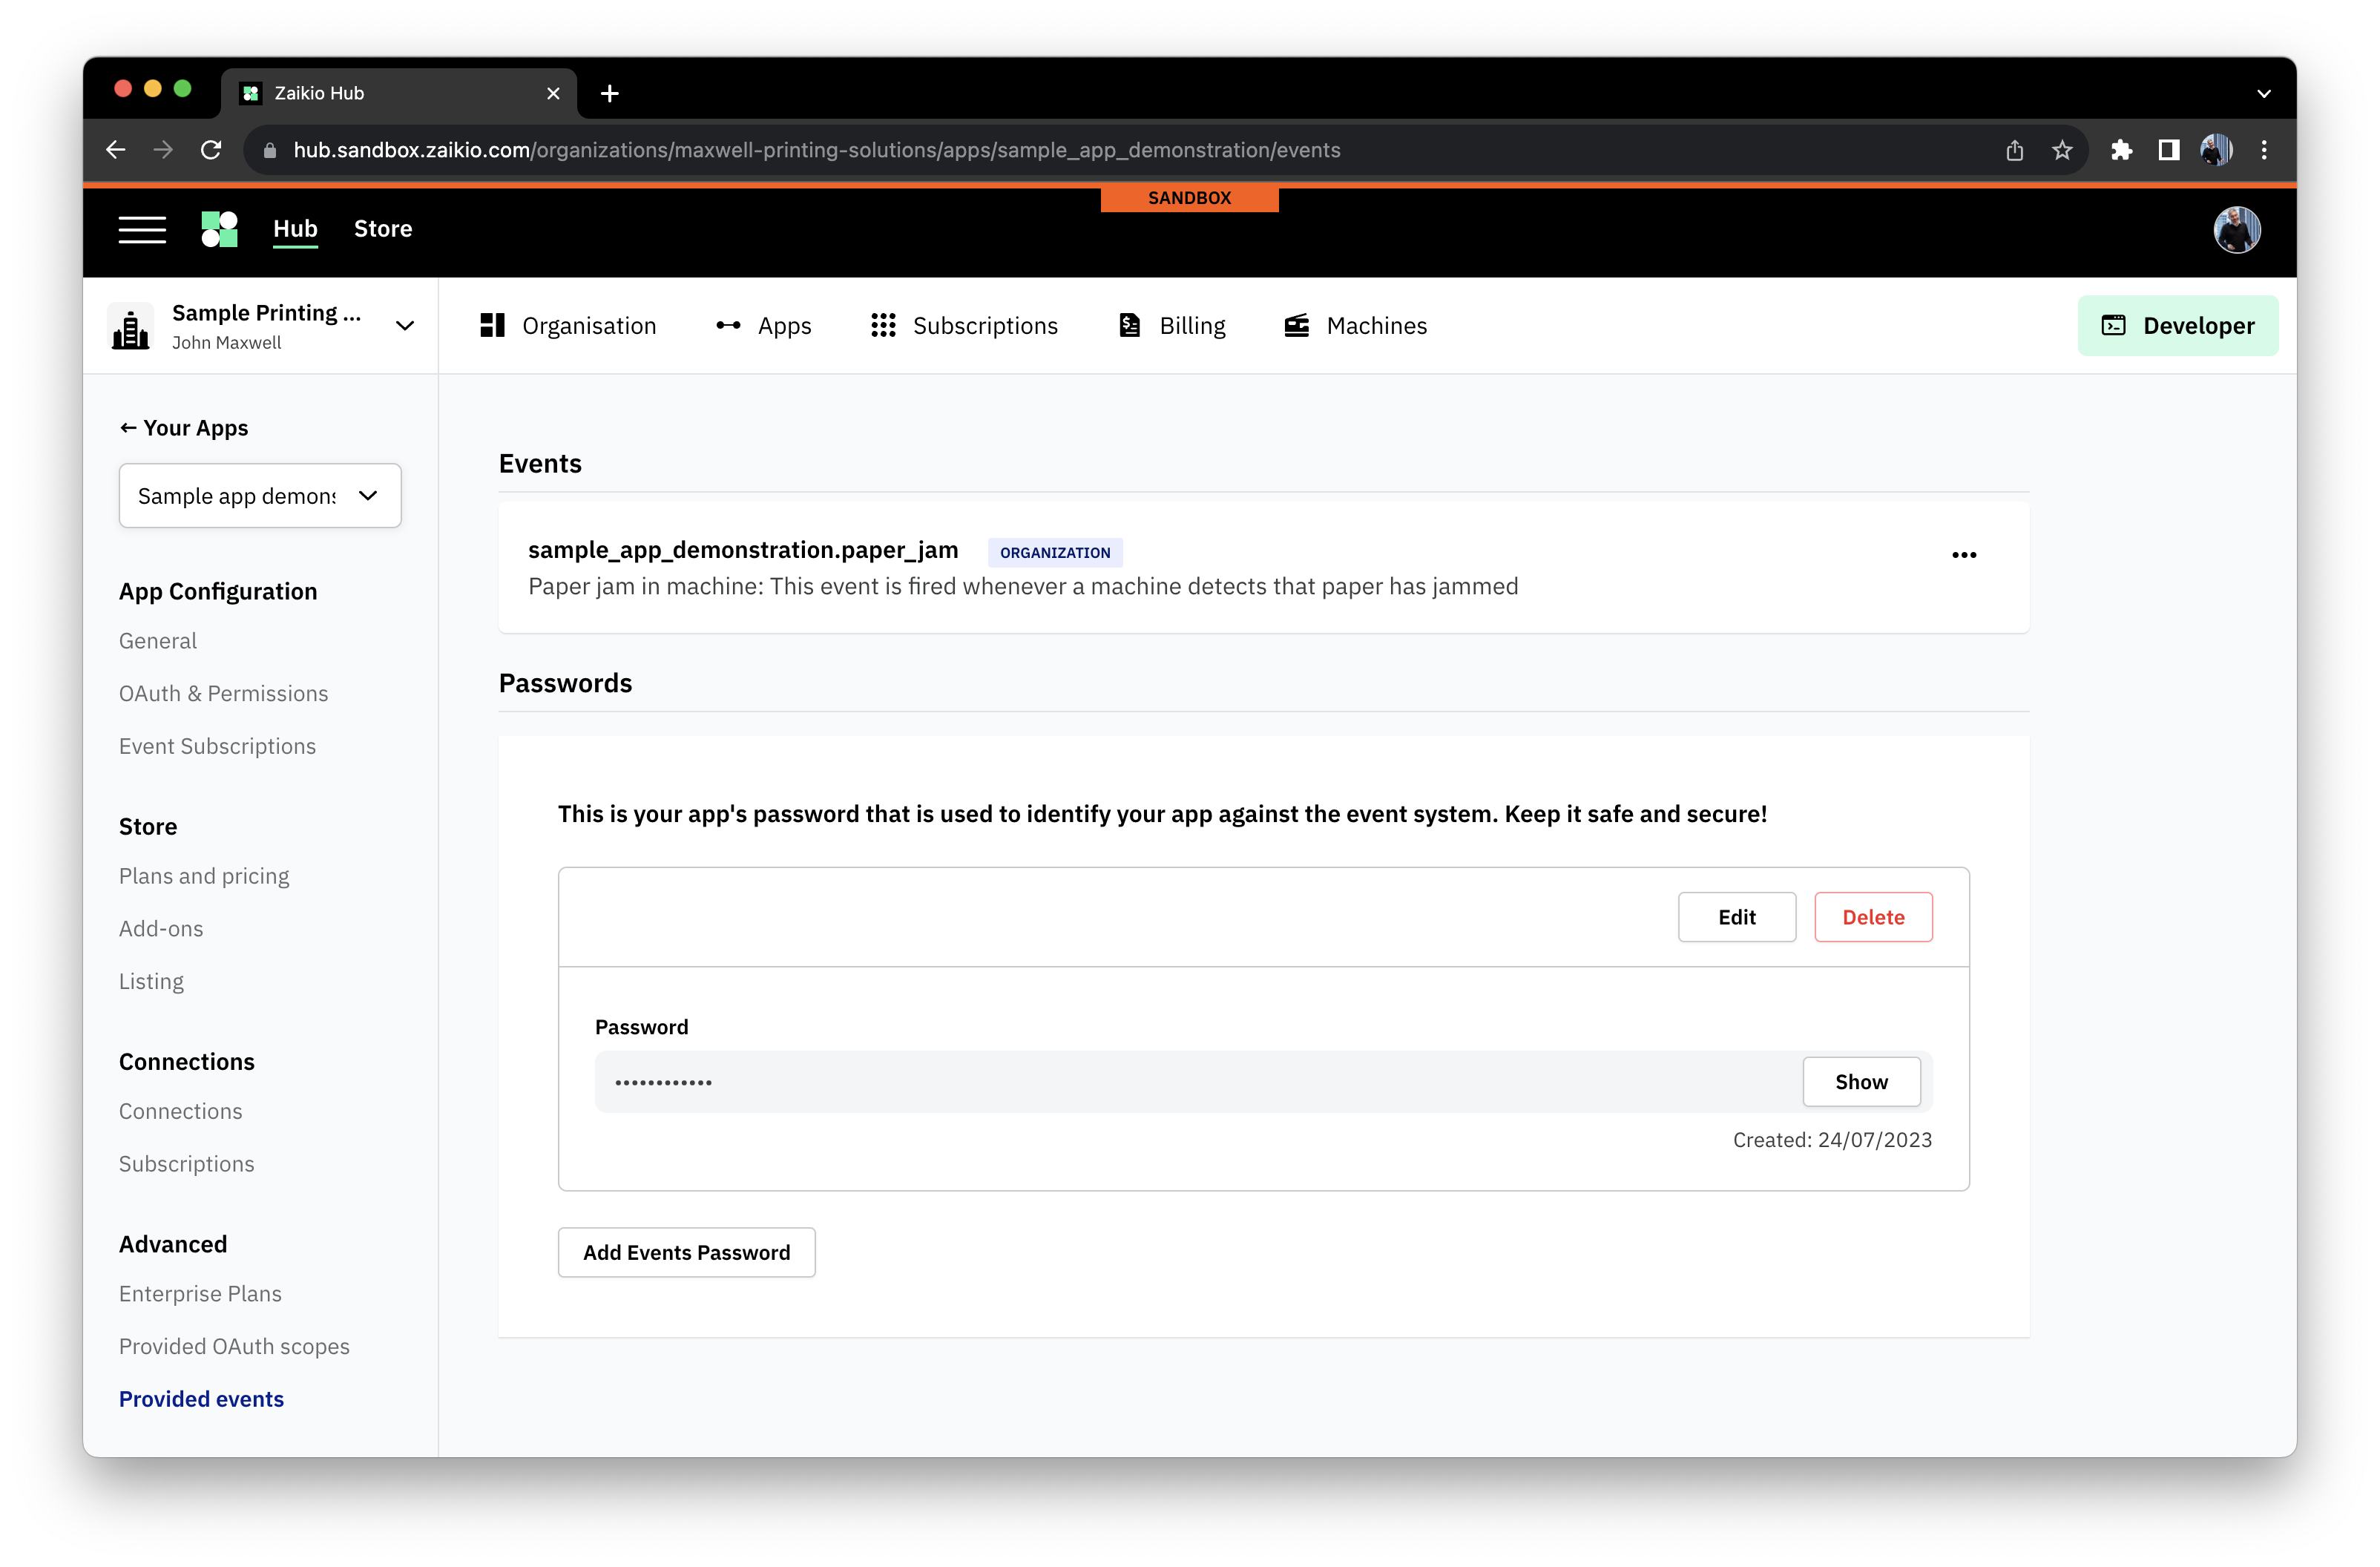 Zaikio Hub
hub.sandbox.zaikio.com/organizations/maxwell-printing-solutions/apps/sample_app_demonstration/events
SANDBOX
Hub
Store
Sample Printing ...
John Maxwell
Organisation
Apps
Subscriptions
Billing
Machines
Developer
← Your Apps
Sample app demons
App Configuration
General
OAuth & Permissions
Event Subscriptions
Store
Plans and pricing
Add-ons
Listing
Connections
Connections
Subscriptions
Advanced
Enterprise Plans
Provided OAuth scopes
Provided events
Events
sample_app_demonstration.paper_jam
ORGANIZATION
Paper jam in machine: This event is fired whenever a machine detects that paper has jammed
Passwords
This is your app's password that is used to identify your app against the event system. Keep it safe and secure!
Edit
Delete
Password
••••••••••••
Show
Created: 24/07/2023
Add Events Password